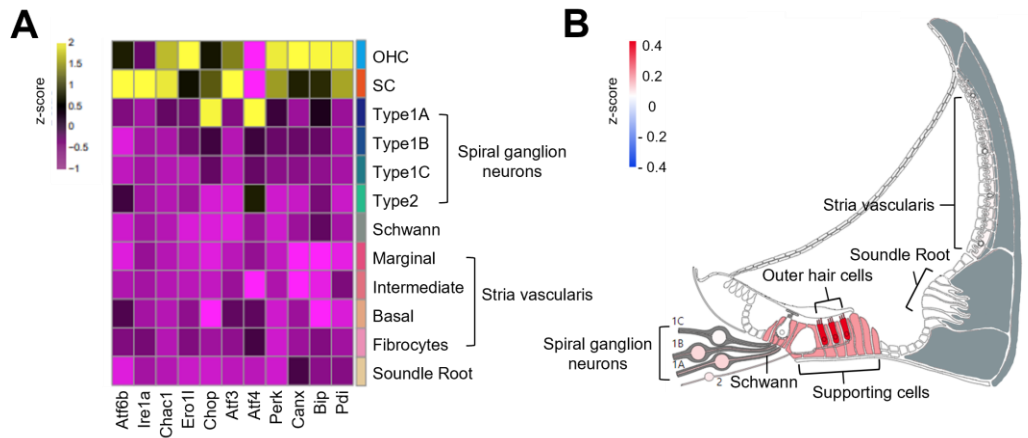 A
z-score
2
1.5
1
0.5
0
−0.5
−1
OHC
SC
Type1A
Type1B
Type1C
Type2
Schwann
Marginal
Intermediate
Basal
Fibrocytes
Soundle Root
Spiral ganglion
neurons
Stria vascularis
Atf6b
Ire1a
Chac1
Ero1l
Chop
Atf3
Atf4
Perk
Canx
Bip
Pdi
B
z-score
0.4
0.2
0
- 0.2
- 0.4
Stria vascularis
Soundle Root
Outer hair cells
Spiral ganglion
neurons
1C
1B
1A
2
Schwann
Supporting cells